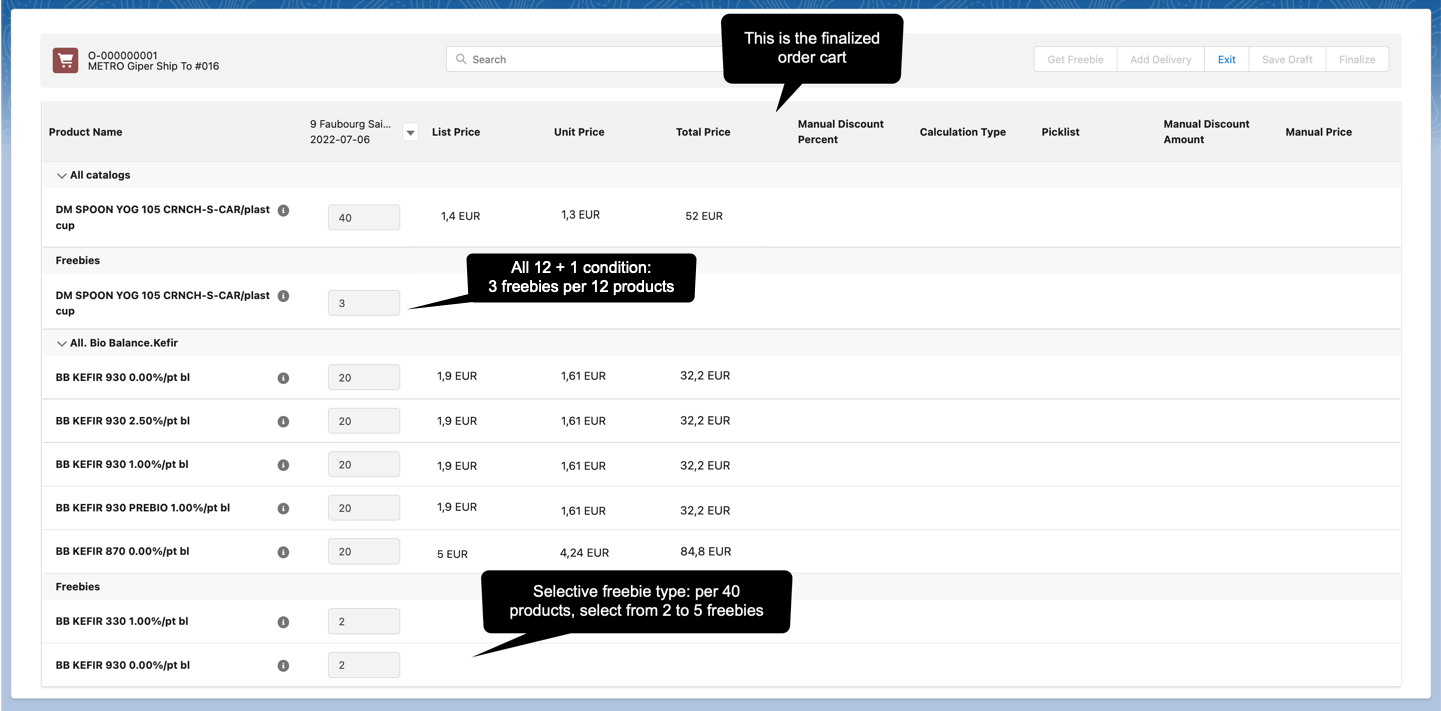 This is the finalized
order cart
O-000000001
METRO Giper Ship To #016
Search
Get Freebie Add Delivery Exit Save Draft Finalize
Product Name
9 Faubourg Sai...
2022-07-06
List Price
Unit Price
Total Price
Manual Discount
Percent
Calculation Type
Picklist
Manual Discount
Amount
Manual Price
All catalogs
DM SPOON YOG 105 CRNCH-S-CAR/plast
cup
40 1,4 EUR 1,3 EUR 52 EUR
Freebies
All 12 + 1 condition:
3 freebies per 12 products
DM SPOON YOG 105 CRNCH-S-CAR/plast
cup
3
All. Bio Balance.Kefir
BB KEFIR 930 0.00%/pt bl 20 1,9 EUR 1,61 EUR 32,2 EUR
BB KEFIR 930 2.50%/pt bl 20 1,9 EUR 1,61 EUR 32,2 EUR
BB KEFIR 930 1.00%/pt bl 20 1,9 EUR 1,61 EUR 32,2 EUR
BB KEFIR 930 PREBIO 1.00%/pt bl 20 1,9 EUR 1,61 EUR 32,2 EUR
BB KEFIR 870 0.00%/pt bl 20 5 EUR 4,24 EUR 84,8 EUR
Freebies
Selective freebie type: per 40
products, select from 2 to 5 freebies
BB KEFIR 330 1.00%/pt bl 2
BB KEFIR 930 0.00%/pt bl 2